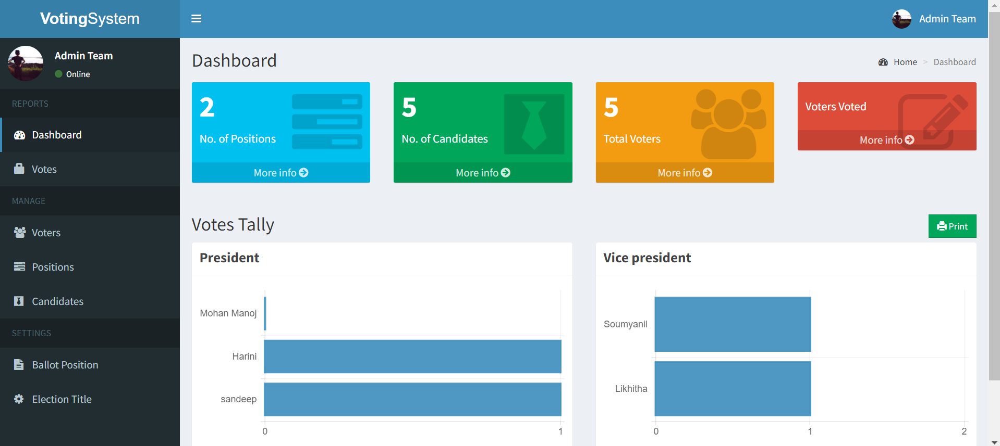 VotingSystem
Admin Team
Admin Team
Online
REPORTS
Dashboard
Votes
MANAGE
Voters
Positions
Candidates
SETTINGS
Ballot Position
Election Title
Dashboard
Home > Dashboard
2
No. of Positions
More info
5
No. of Candidates
More info
5
Total Voters
More info
Voters Voted
More info
Votes Tally
Print
President
Mohan Manoj
Harini
sandeep
0 1
Vice president
Soumyanil
Likhitha
0 1 2